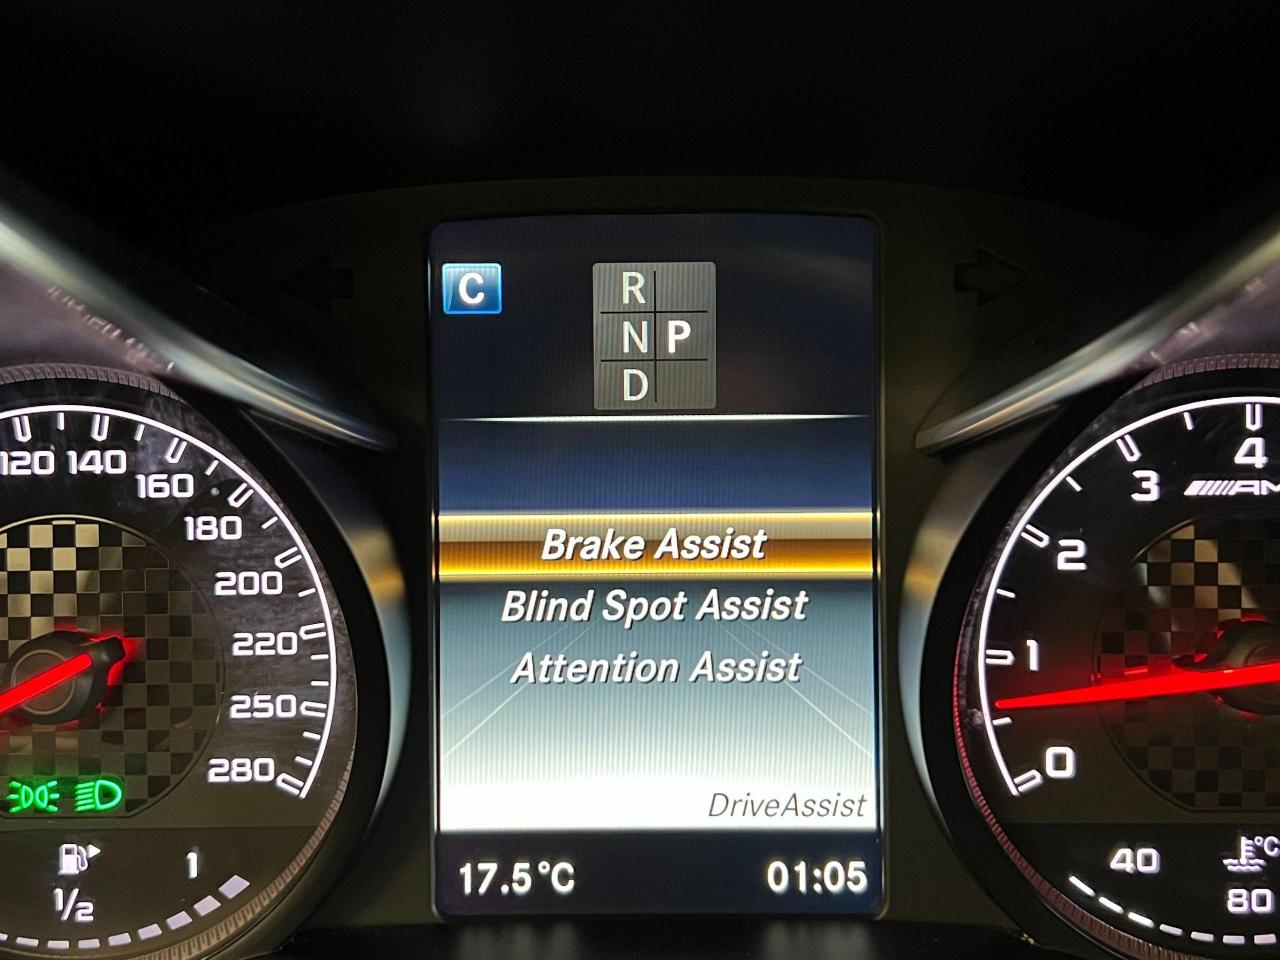 C
R
N P
D
120 140
160
180
200
220
250
280
Brake Assist
Blind Spot Assist
Attention Assist
DriveAssist
17.5°C
01:05
1/2
1
4
3
2
1
0
40
°C
80